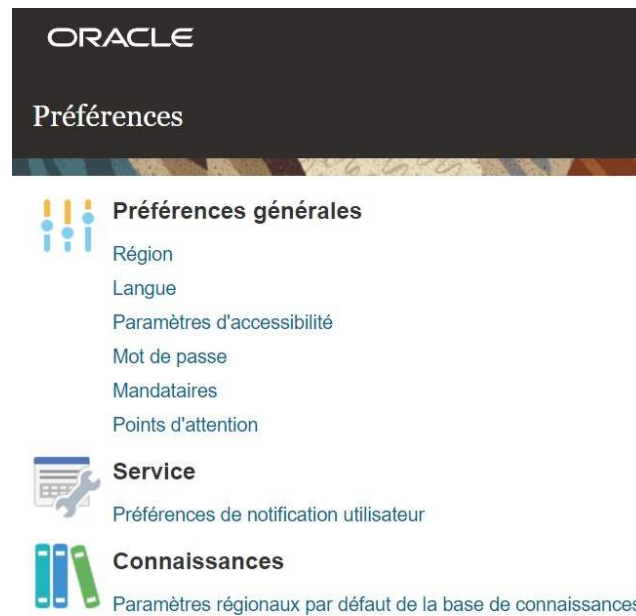 ORACLE
Préférences
Préférences générales
Région
Langue
Paramètres d'accessibilité
Mot de passe
Mandataires
Points d'attention
Service
Préférences de notification utilisateur
Connaissances
Paramètres régionaux par défaut de la base de connaissances